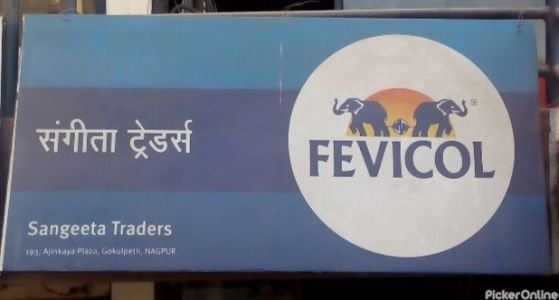 संगीता ट्रेडर्स
Sangeeta Traders
193, Ajinkaya Plaza, Gokulpeth, NAGPUR.
®
FEVICOL
PickerOnline